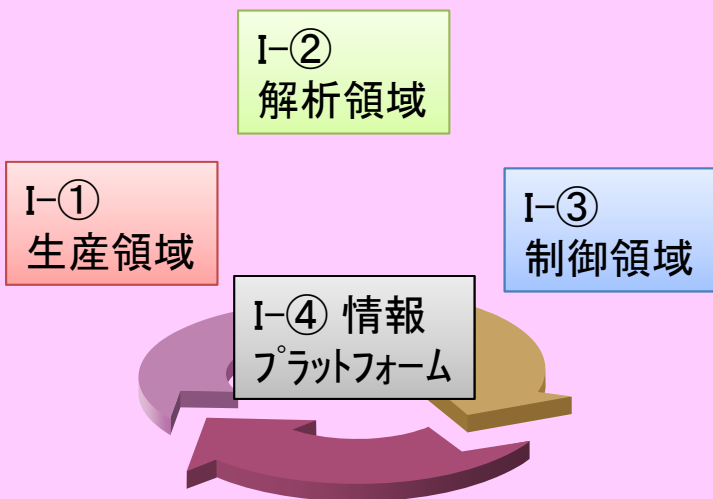 I-②
解析領域
I-①
生産領域
I-③
制御領域
I-④ 情報
プラットフォーム